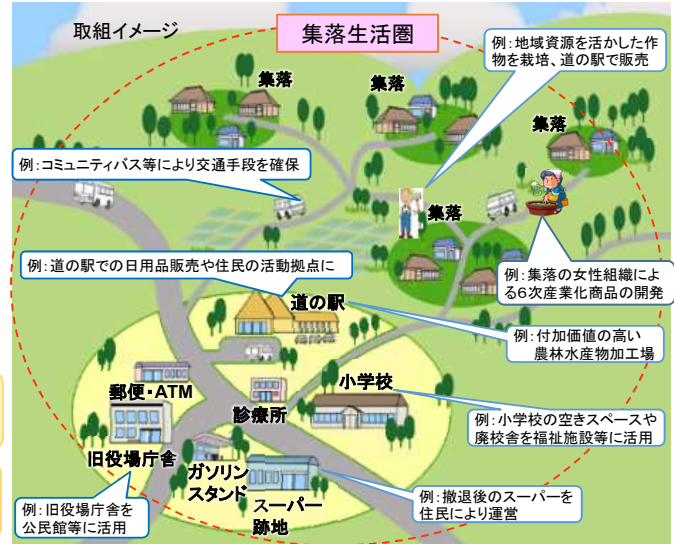 取組イメージ
集落生活圏
例:地域資源を活かした作
物を栽培、道の駅で販売
集落
集落
集落
例:コミュニティバス等により交通手段を確保
集落
例:道の駅での日用品販売や住民の活動拠点に
例:集落の女性組織によ
る6次産業化商品の開発
道の駅
例:付加価値の高い
農林水産物加工場
郵便・ATM
診療所
小学校
例:小学校の空きスペースや
廃校舎を福祉施設等に活用
旧役場庁舎
ガソリン
スタンド
スーパー
跡地
例:旧役場庁舎を
公民館等に活用
例:撤退後のスーパーを
住民により運営